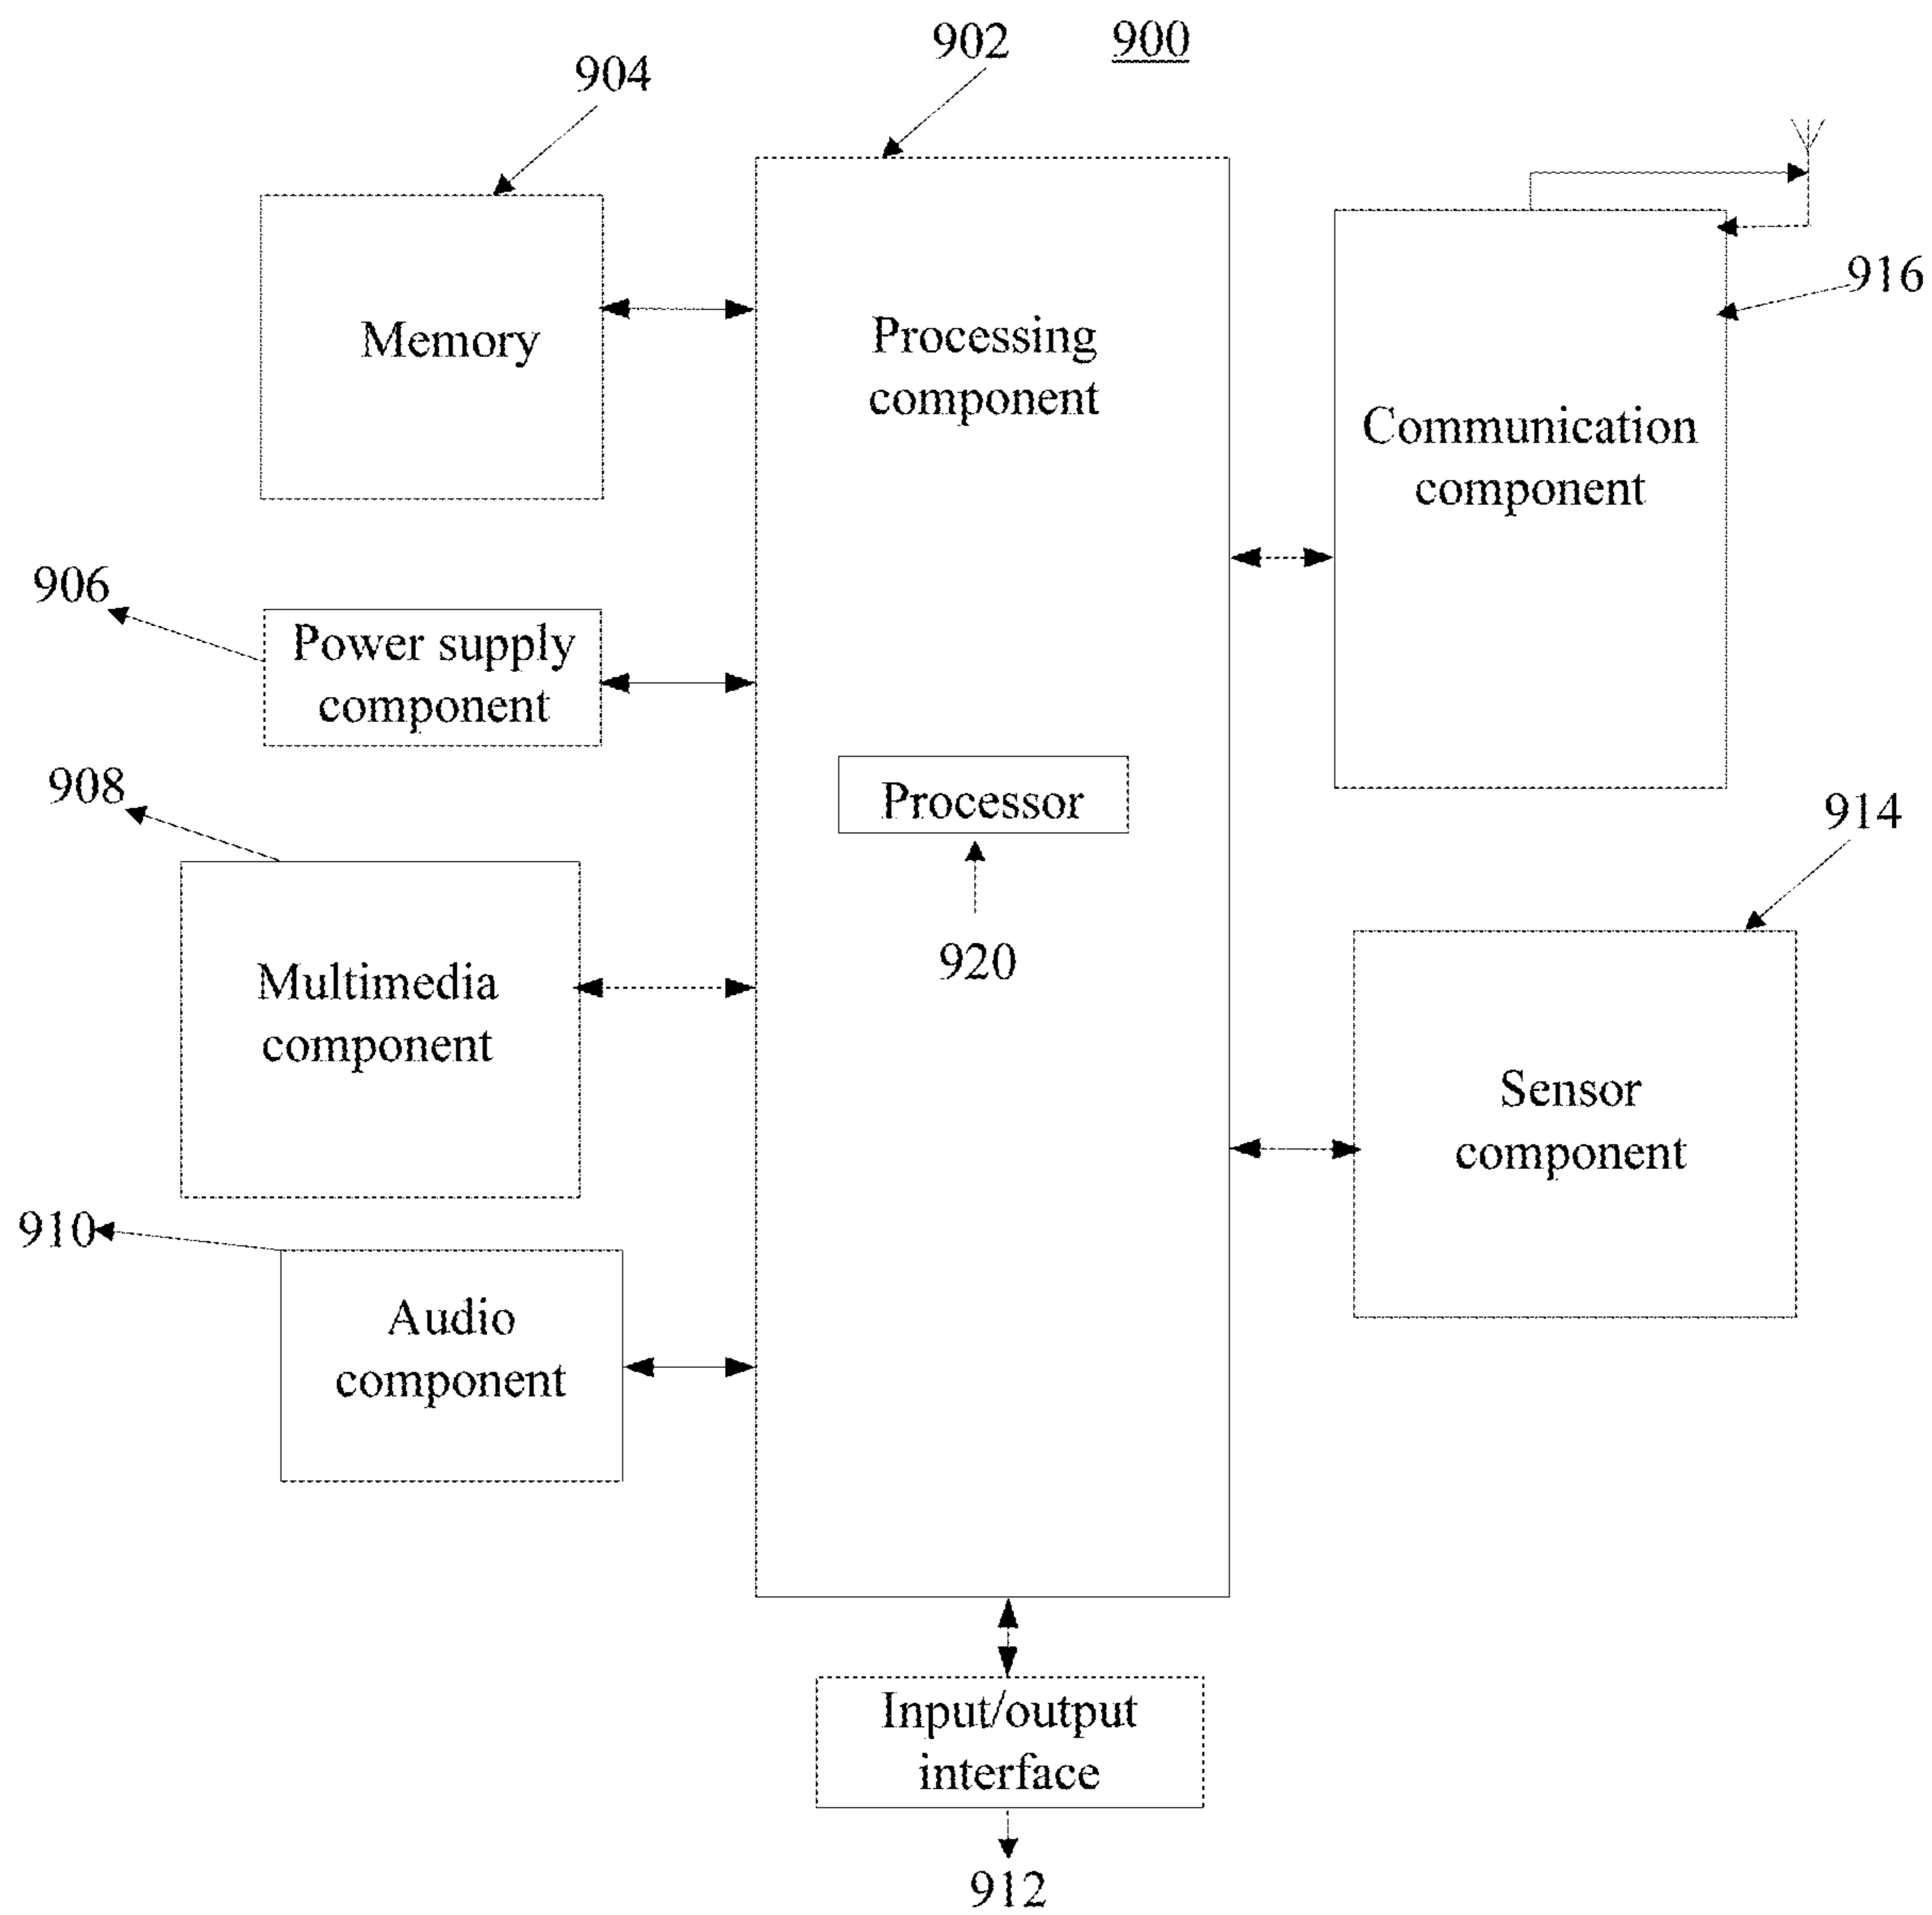 902
900
904
916
Memory
Processing
component
Communication
component
906
Power supply
component
908
Processor
914
920
Multimedia
component
Sensor
component
910
Audio
component
Input/output
interface
912